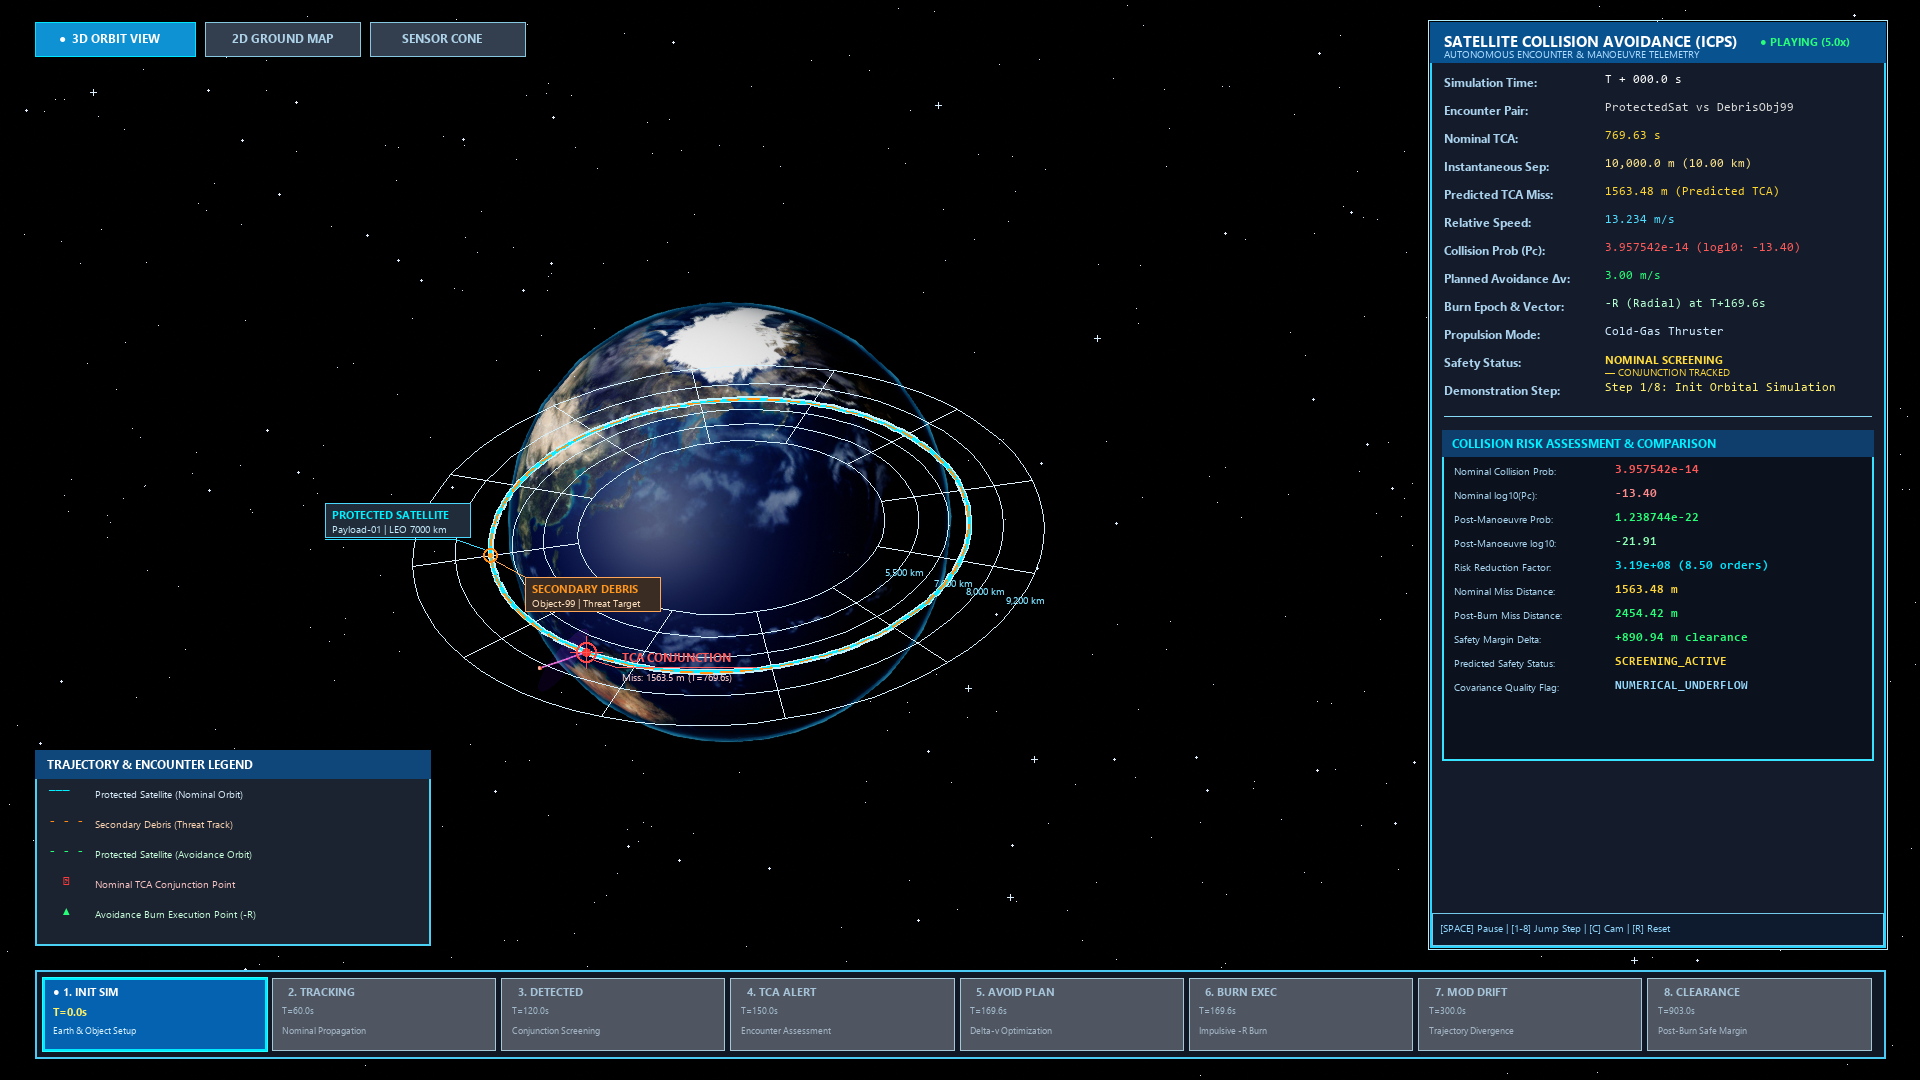 ● 3D ORBIT VIEW
2D GROUND MAP
SENSOR CONE
SATELLITE COLLISION AVOIDANCE (ICPS)
● PLAYING (5.0x)
AUTONOMOUS ENCOUNTER & MANOEUVRE TELEMETRY
Simulation Time: T + 000.0 s
Encounter Pair: ProtectedSat vs DebrisObj99
Nominal TCA: 769.63 s
Instantaneous Sep: 10,000.0 m (10.00 km)
Predicted TCA Miss: 1563.48 m (Predicted TCA)
Relative Speed: 13.234 m/s
Collision Prob (Pc): 3.957542e-14 (log10: -13.40)
Planned Avoidance Δv: 3.00 m/s
Burn Epoch & Vector: -R (Radial) at T+169.6s
Propulsion Mode: Cold-Gas Thruster
Safety Status: NOMINAL SCREENING
— CONJUNCTION TRACKED
Demonstration Step: Step 1/8: Init Orbital Simulation
COLLISION RISK ASSESSMENT & COMPARISON
Nominal Collision Prob: 3.957542e-14
Nominal log10(Pc): -13.40
Post-Manoeuvre Prob: 1.238744e-22
Post-Manoeuvre log10: -21.91
Risk Reduction Factor: 3.19e+08 (8.50 orders)
Nominal Miss Distance: 1563.48 m
Post-Burn Miss Distance: 2454.42 m
Safety Margin Delta: +890.94 m clearance
Predicted Safety Status: SCREENING_ACTIVE
Covariance Quality Flag: NUMERICAL_UNDERFLOW
[SPACE] Pause | [1-8] Jump Step | [C] Cam | [R] Reset
PROTECTED SATELLITE
Payload-01 | LEO 7000 km
SECONDARY DEBRIS
Object-99 | Threat Target
5,500 km
km
8,000 km
9,200 km
TCA CONJUNCTION
Miss: 1563.5 m (T=769.6s)
TRAJECTORY & ENCOUNTER LEGEND
Protected Satellite (Nominal Orbit)
Secondary Debris (Threat Track)
Protected Satellite (Avoidance Orbit)
Nominal TCA Conjunction Point
Avoidance Burn Execution Point (-R)
● 1. INIT SIM
T=0.0s
Earth & Object Setup
2. TRACKING
T=60.0s
Nominal Propagation
3. DETECTED
T=120.0s
Conjunction Screening
4. TCA ALERT
T=150.0s
Encounter Assessment
5. AVOID PLAN
T=169.6s
Delta-v Optimization
6. BURN EXEC
T=169.6s
Impulsive -R Burn
7. MOD DRIFT
T=300.0s
Trajectory Divergence
8. CLEARANCE
T=903.0s
Post-Burn Safe Margin